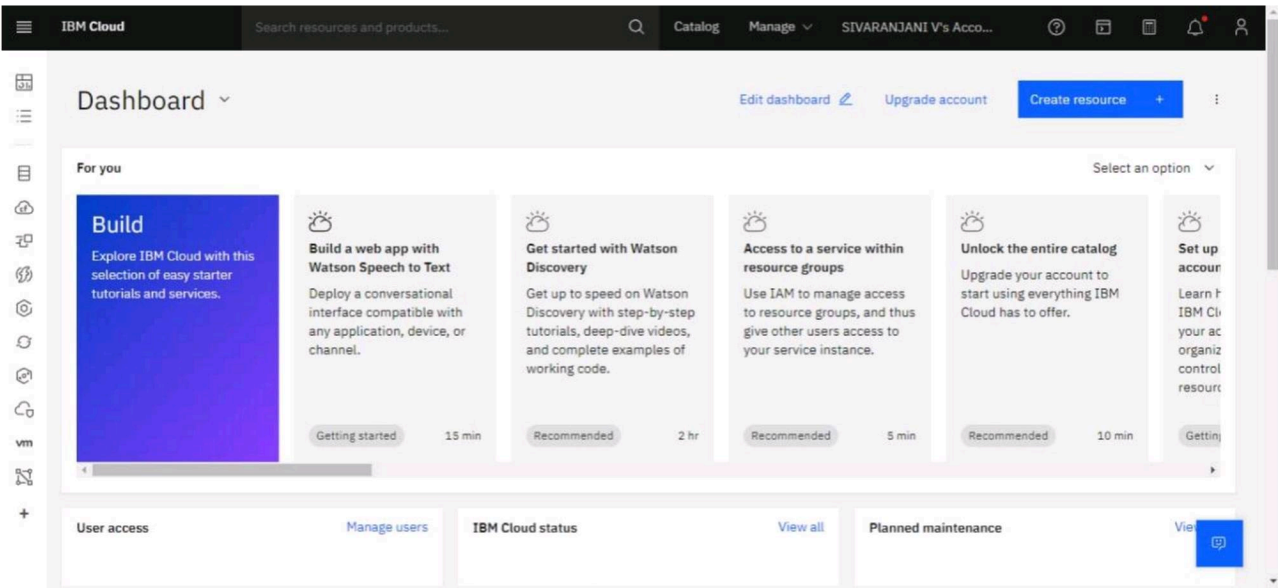 IBM Cloud
Search resources and products...
Catalog
Manage
SIVARANJANI V's Acco...
Dashboard
Edit dashboard
Upgrade account
Create resource +
For you
Select an option
Build
Explore IBM Cloud with this
selection of easy starter
tutorials and services.
Build a web app with
Watson Speech to Text
Deploy a conversational
interface compatible with
any application, device, or
channel.
Getting started
15 min
Get started with Watson
Discovery
Get up to speed on Watson
Discovery with step-by-step
tutorials, deep-dive videos,
and complete examples of
working code.
Recommended
2 hr
Access to a service within
resource groups
Use IAM to manage access
to resource groups, and thus
give other users access to
your service instance.
Recommended
5 min
Unlock the entire catalog
Upgrade your account to
start using everything IBM
Cloud has to offer.
Recommended
10 min
Set up
accoun
Learn h
IBM Cl
your ac
organiz
control
resourc
Getting
vm
User access
Manage users
IBM Cloud status
View all
Planned maintenance